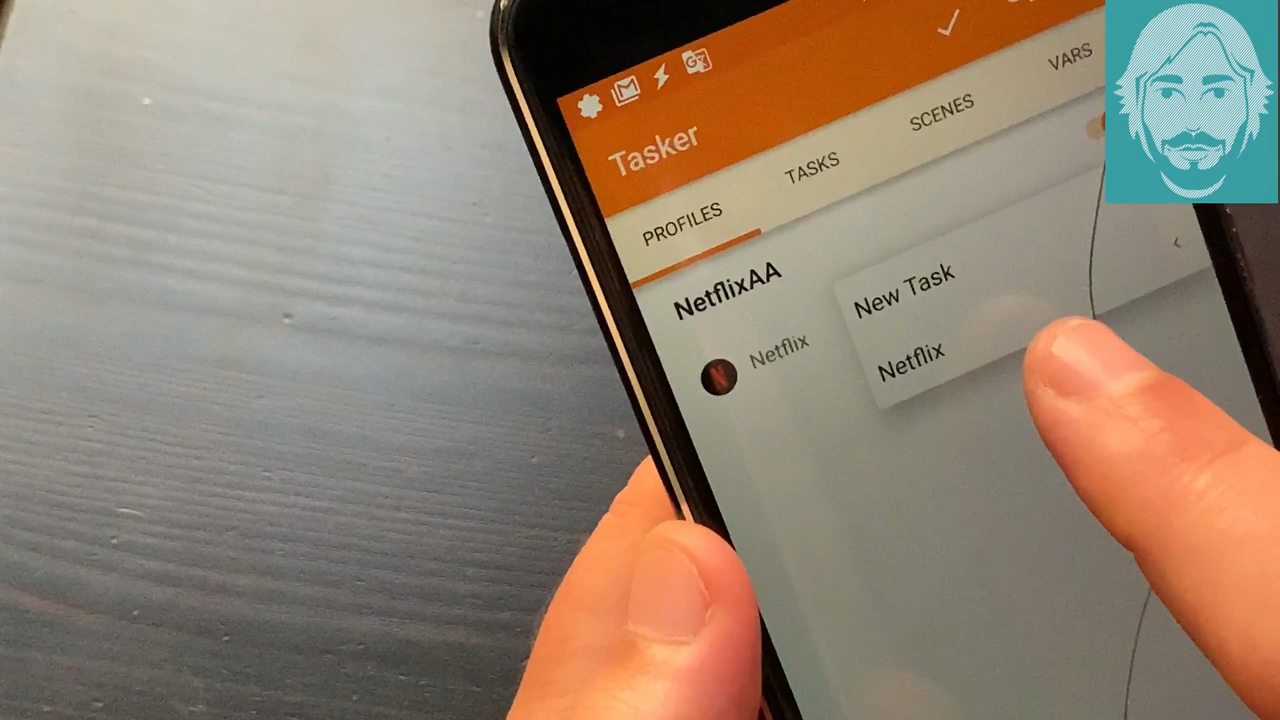 Tasker
PROFILES
TASKS
SCENES
VARS
NetflixAA
Netflix
New Task
Netflix